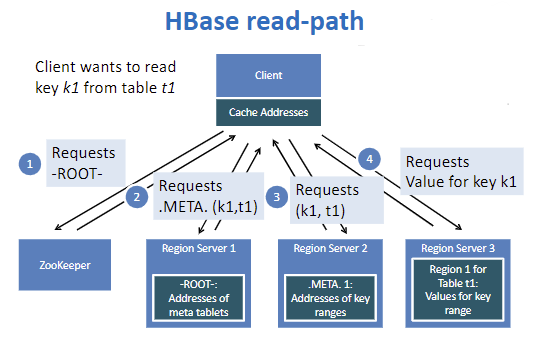 HBase read-path
Client wants to read
key k1 from table t1
Client
Cache Addresses
1
Requests
-ROOT-
2
Requests
.META. (k1,t1)
3
Requests
(k1, t1)
4
Requests
Value for key k1
ZooKeeper
Region Server 1
-ROOT-:
Addresses of
meta tablets
Region Server 2
.META. 1:
Addresses of key
ranges
Region Server 3
Region 1 for
Table t1:
Values for key
range